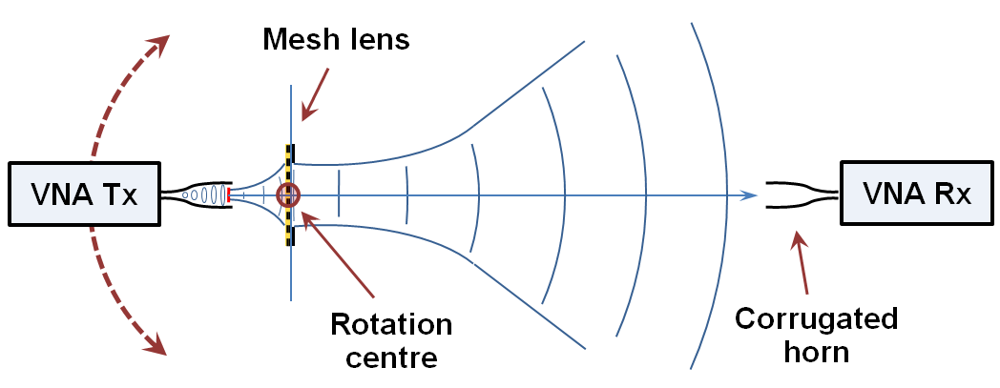 Mesh lens
VNA Tx
VNA Rx
Rotation
centre
Corrugated
horn